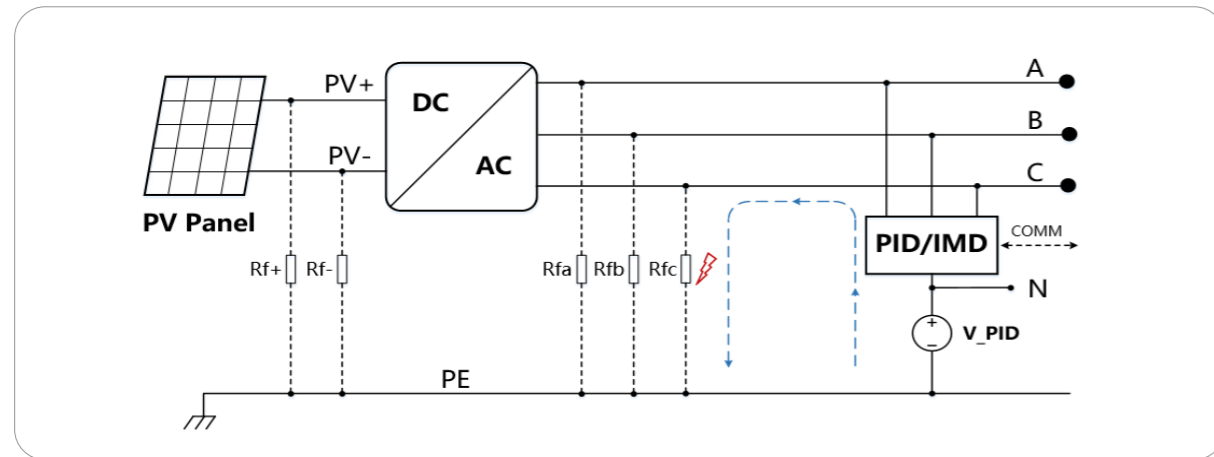 A
PV+
DC
B
PV-
AC
C
PV Panel
PID/IMD
COMM
Rf+
Rf-
Rfa
Rfb
Rfc
N
+
−
V_PID
PE